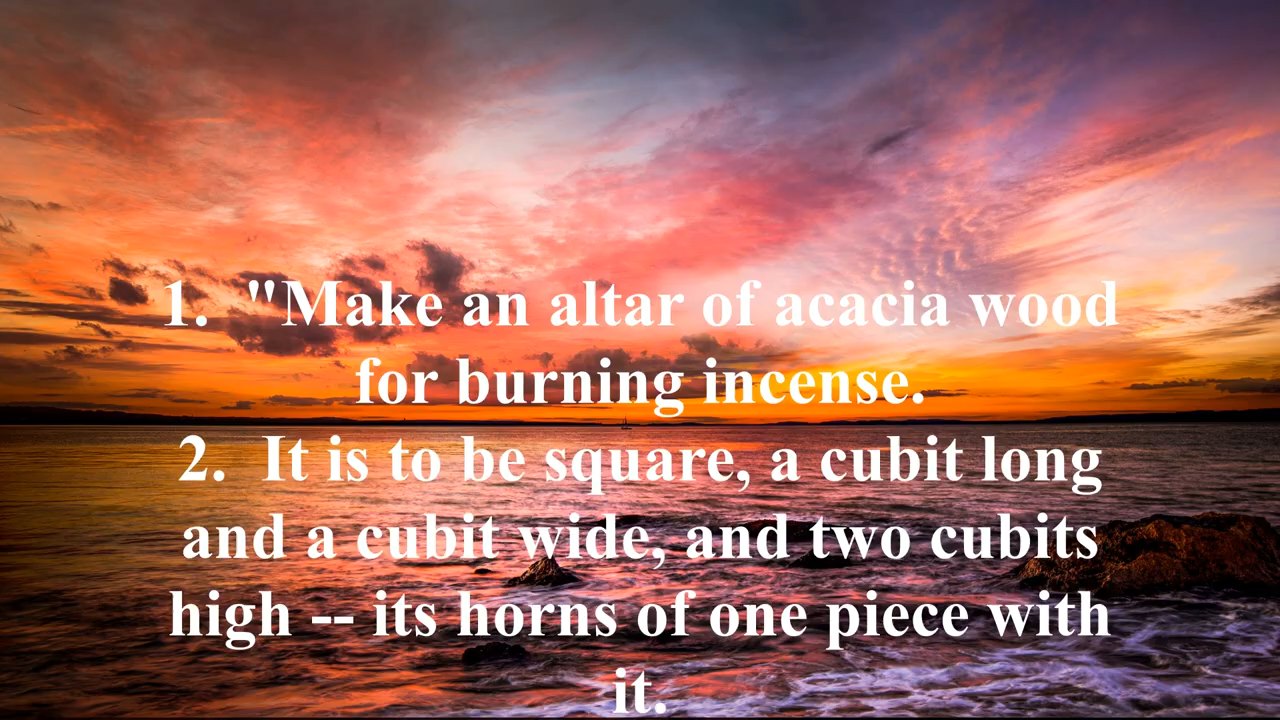 1.  "Make an altar of acacia wood
for burning incense.
2.  It is to be square, a cubit long
and a cubit wide, and two cubits
high -- its horns of one piece with
it.